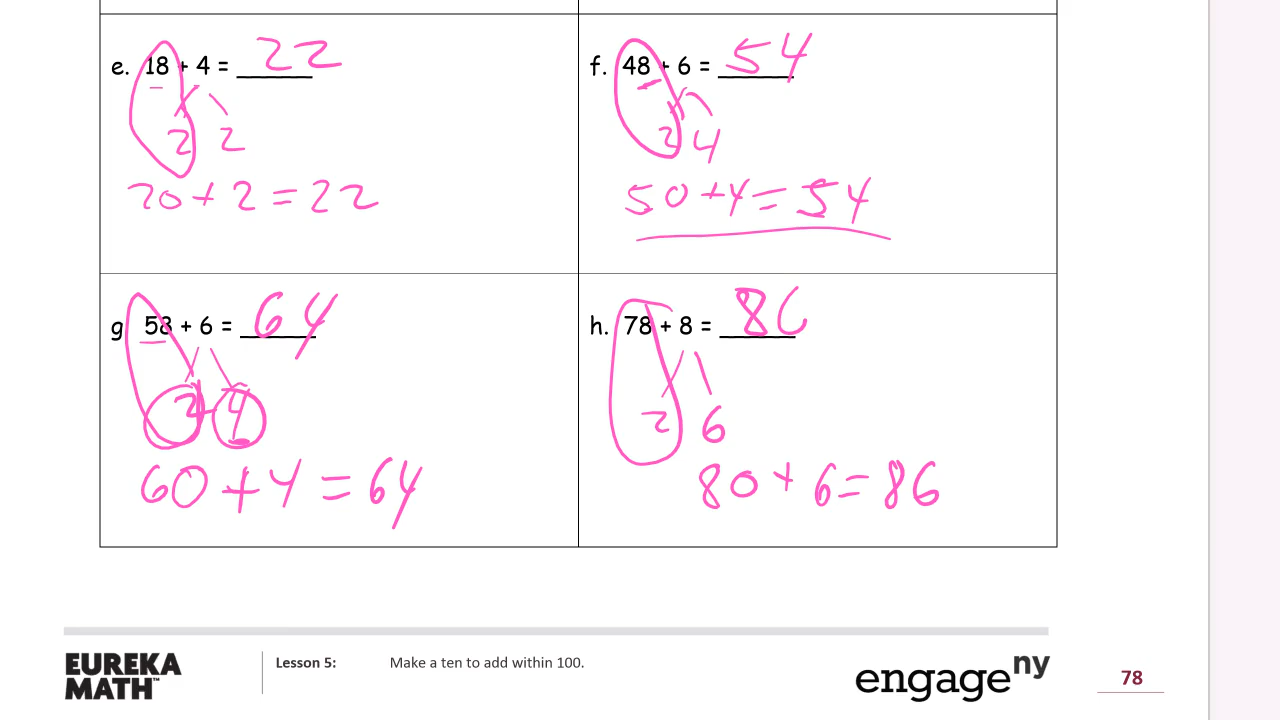 e. 18 + 4 = 22
2 2
20 + 2 = 22
f. 48 + 6 = 54
2 4
50 + 4 = 54
g 58 + 6 = 64
2 4
60 + 4 = 64
h. 78 + 8 = 86
2 6
80 + 6 = 86
EUREKA MATH™
Lesson 5: Make a ten to add within 100.
engageny
78